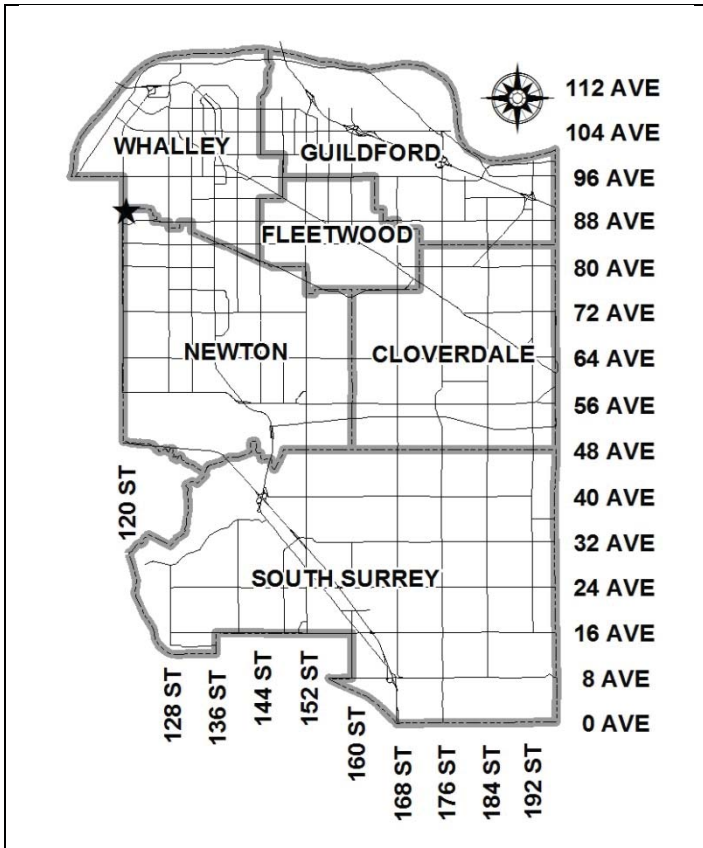 112 AVE
104 AVE
WHALLEY
GUILDFORD
96 AVE
88 AVE
FLEETWOOD
80 AVE
72 AVE
NEWTON
CLOVERDALE
64 AVE
56 AVE
48 AVE
120 ST
40 AVE
32 AVE
SOUTH SURREY
24 AVE
16 AVE
8 AVE
128 ST
136 ST
144 ST
152 ST
160 ST
0 AVE
168 ST
176 ST
184 ST
192 ST